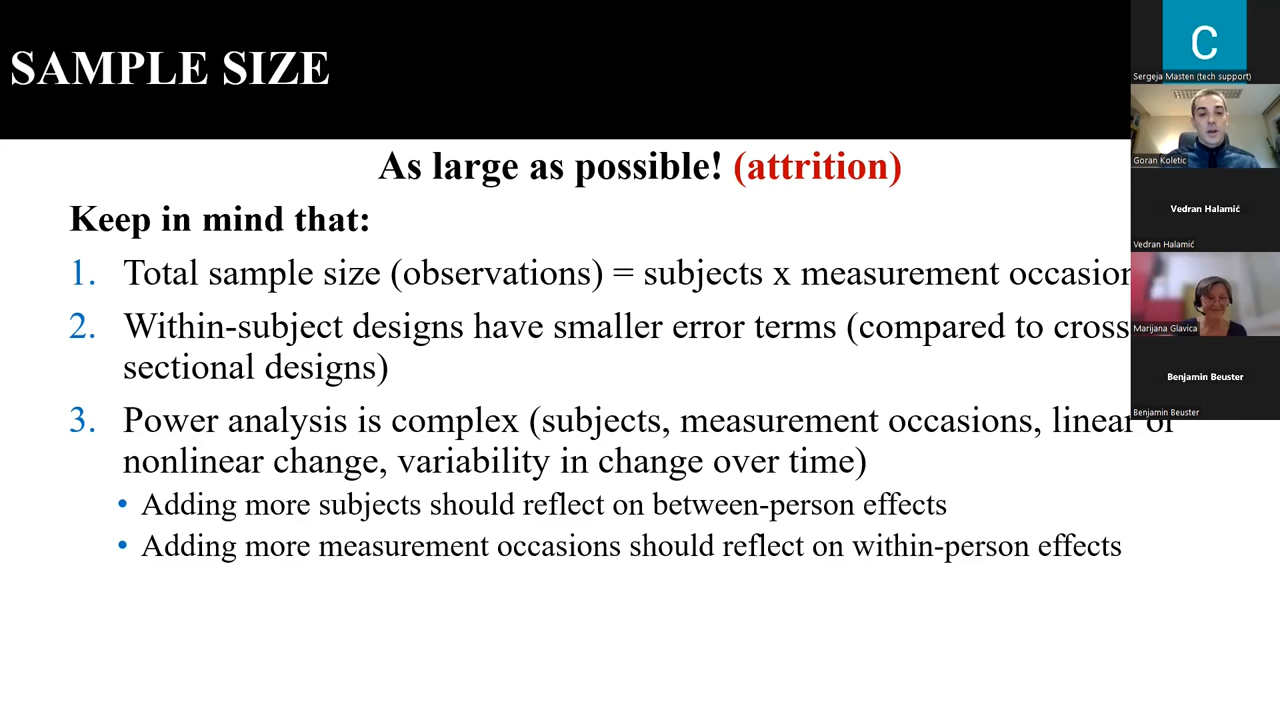 SAMPLE SIZE
As large as possible! (attrition)
Keep in mind that:
1. Total sample size (observations) = subjects x measurement
2. Within-subject designs have smaller error terms (compared to cross
sectional designs)
3. Power analysis is complex (subjects, measurement occasions, linear or
nonlinear change, variability in change over time)
• Adding more subjects should reflect on between-person effects
• Adding more measurement occasions should reflect on within-person effects
C
Sergeja Masten (tech support)
Goran Koletic
Vedran Halamić
Vedran Halamić
Marijana Glavica
Benjamin Beuster
Benjamin Beuster